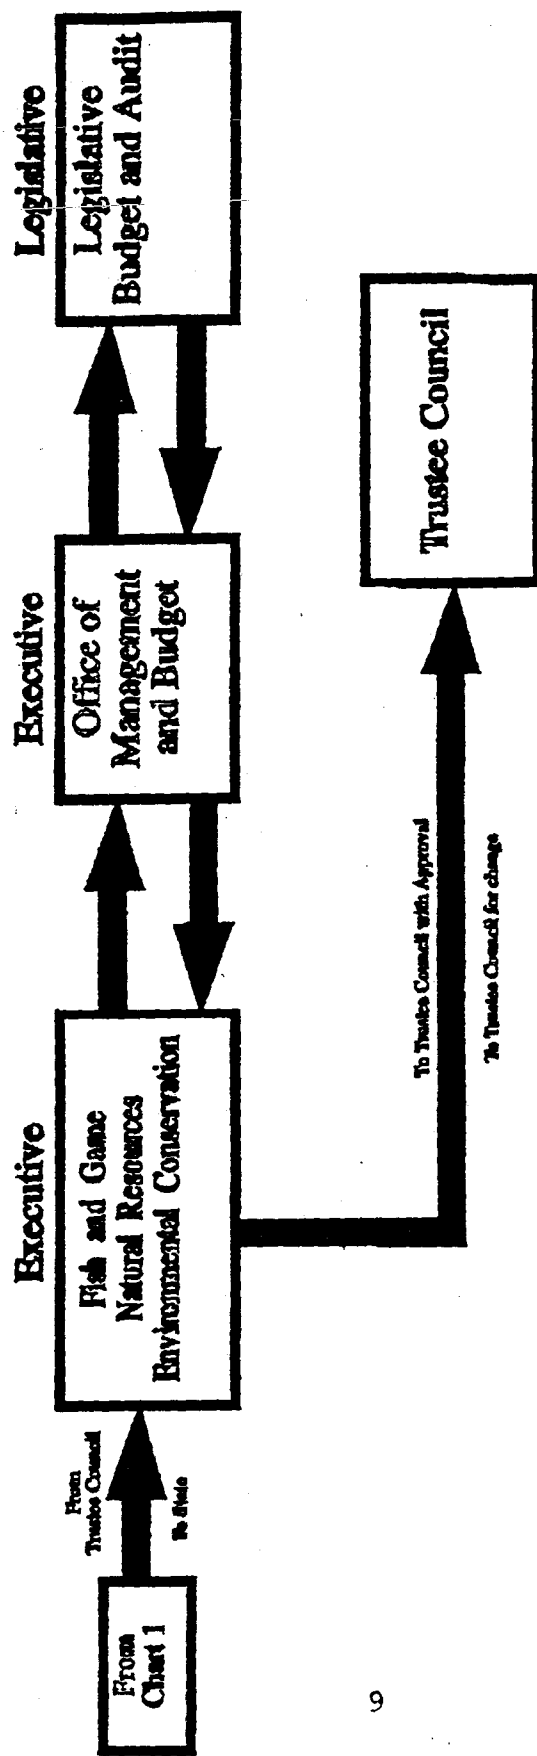 From
Chart 1
From
Trustee Council
To State
Executive
Fish and Game
Natural Resources
Environmental Conservation
Executive
Office of
Management
and Budget
Legislative
Legislative
Budget and Audit
To Trustee Council with Approval
To Trustee Council for change
Trustee Council
9